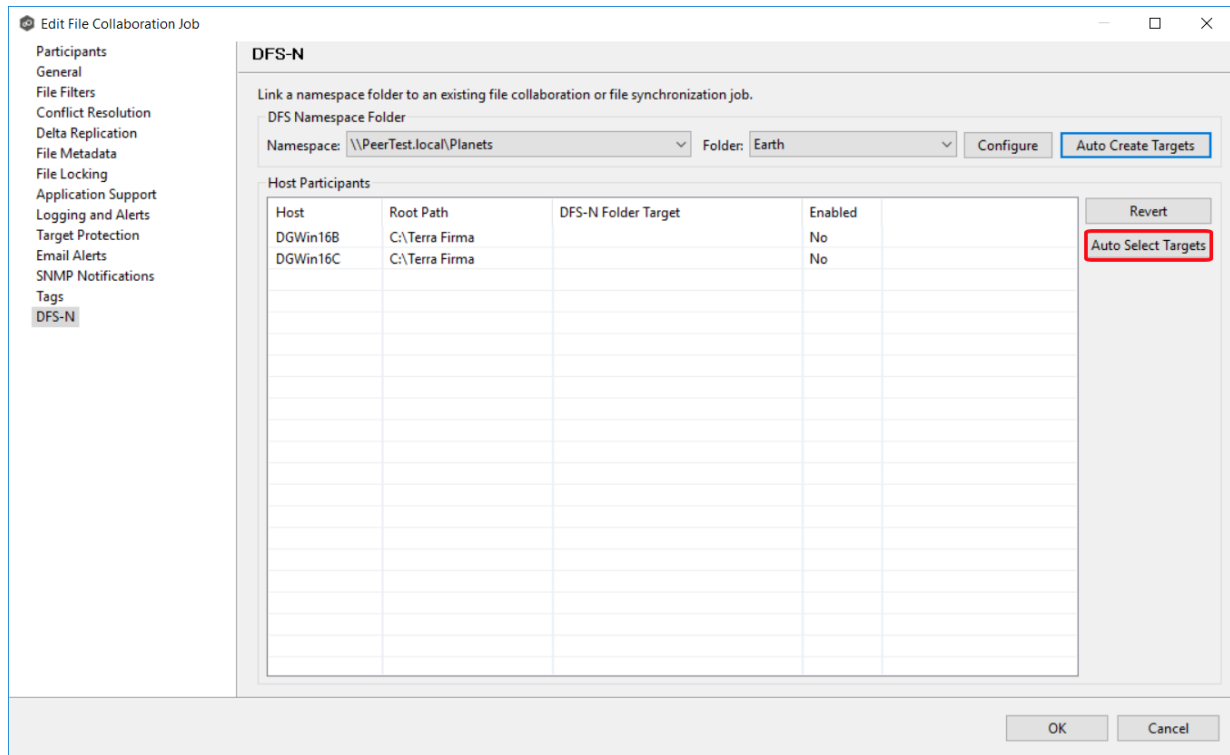 Edit File Collaboration Job
Participants
General
File Filters
Conflict Resolution
Delta Replication
File Metadata
File Locking
Application Support
Logging and Alerts
Target Protection
Email Alerts
SNMP Notifications
Tags
DFS-N
DFS-N
Link a namespace folder to an existing file collaboration or file synchronization job.
DFS Namespace Folder
Namespace: \\PeerTest.local\Planets Folder: Earth Configure Auto Create Targets
Host Participants
Host Root Path DFS-N Folder Target Enabled
DGWin16B C:\Terra Firma No
DGWin16C C:\Terra Firma No
Revert
Auto Select Targets
OK Cancel